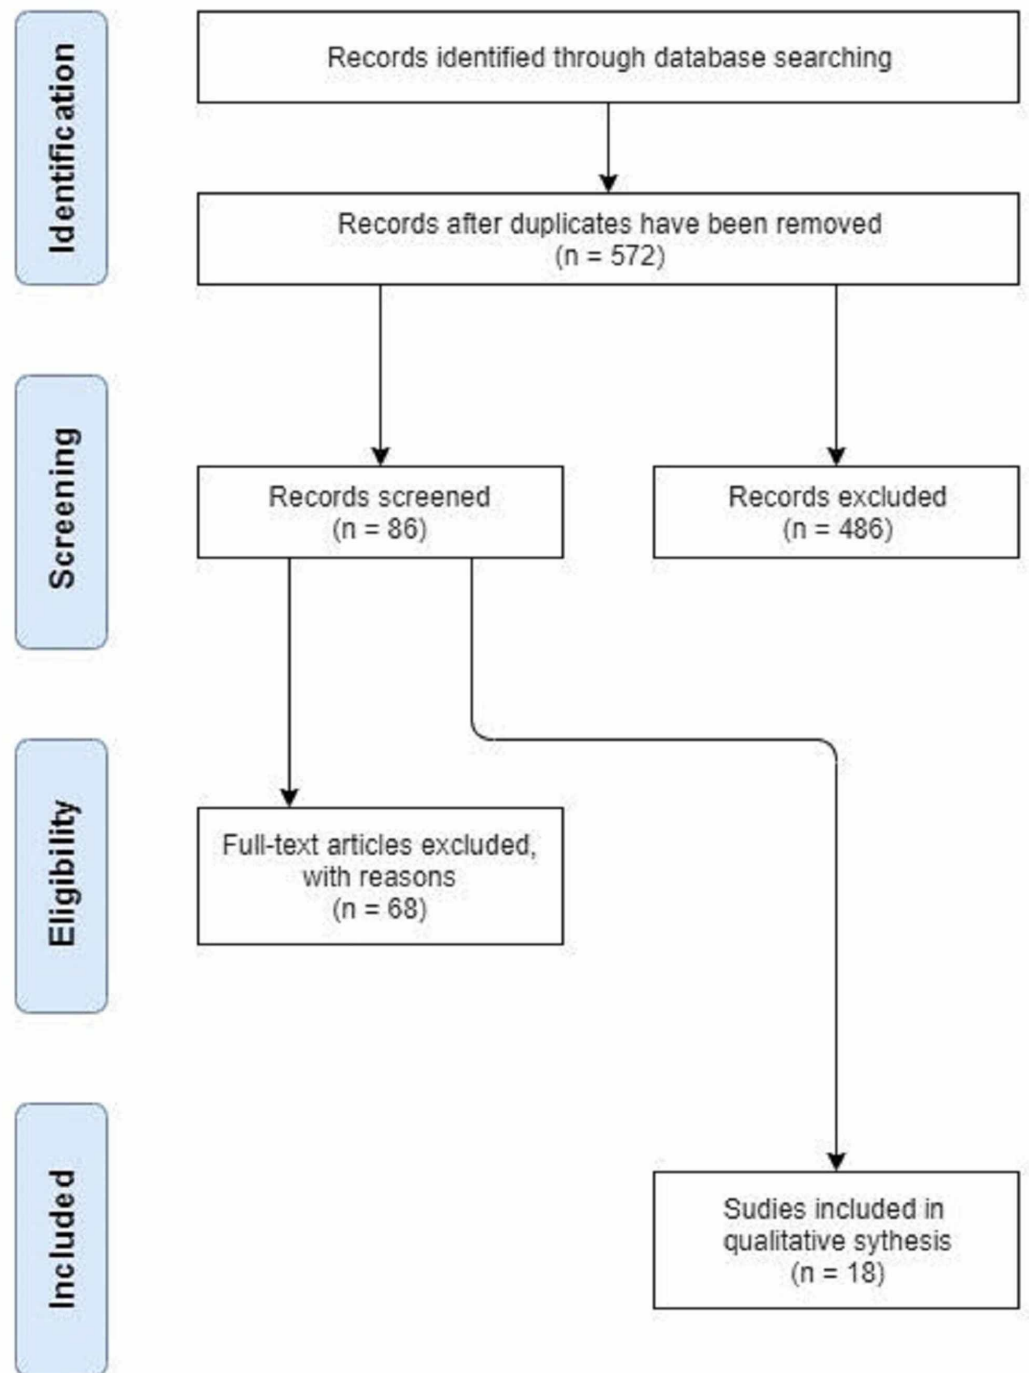 Identification
Records identified through database searching
Records after duplicates have been removed
(n = 572)
Screening
Records screened
(n = 86)
Records excluded
(n = 486)
Eligibility
Full-text articles excluded,
with reasons
(n = 68)
Included
Sudies included in
qualitative sythesis
(n = 18)